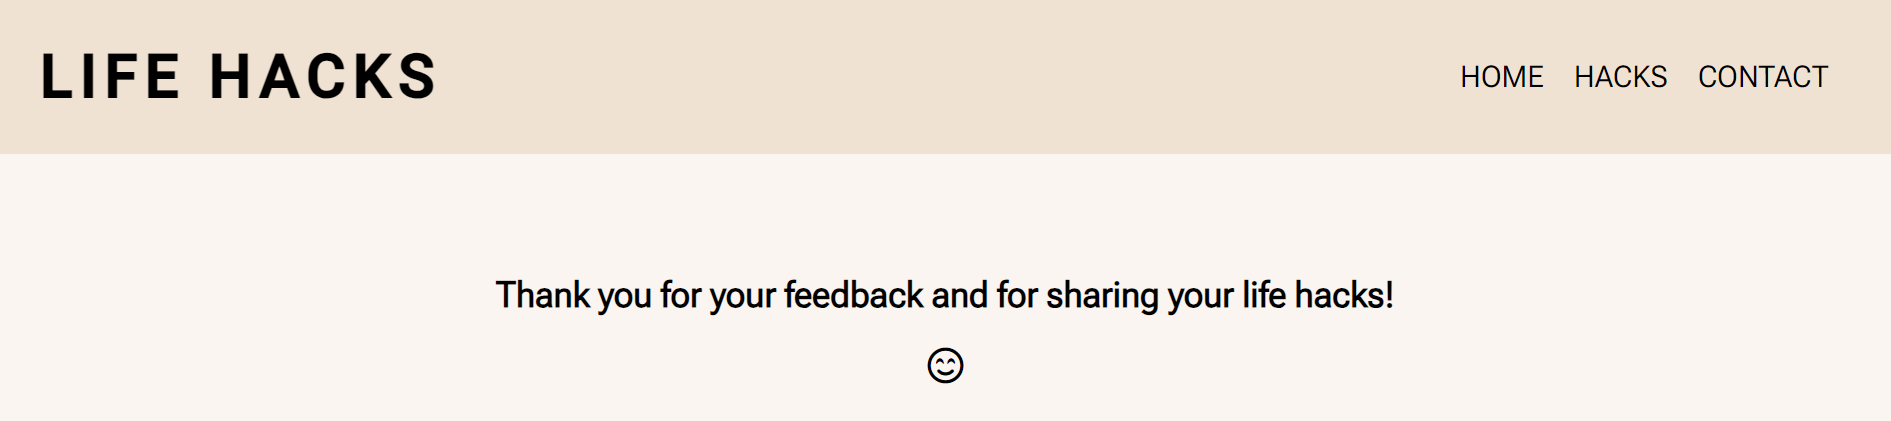 LIFE HACKS
HOME HACKS CONTACT
Thank you for your feedback and for sharing your life hacks!